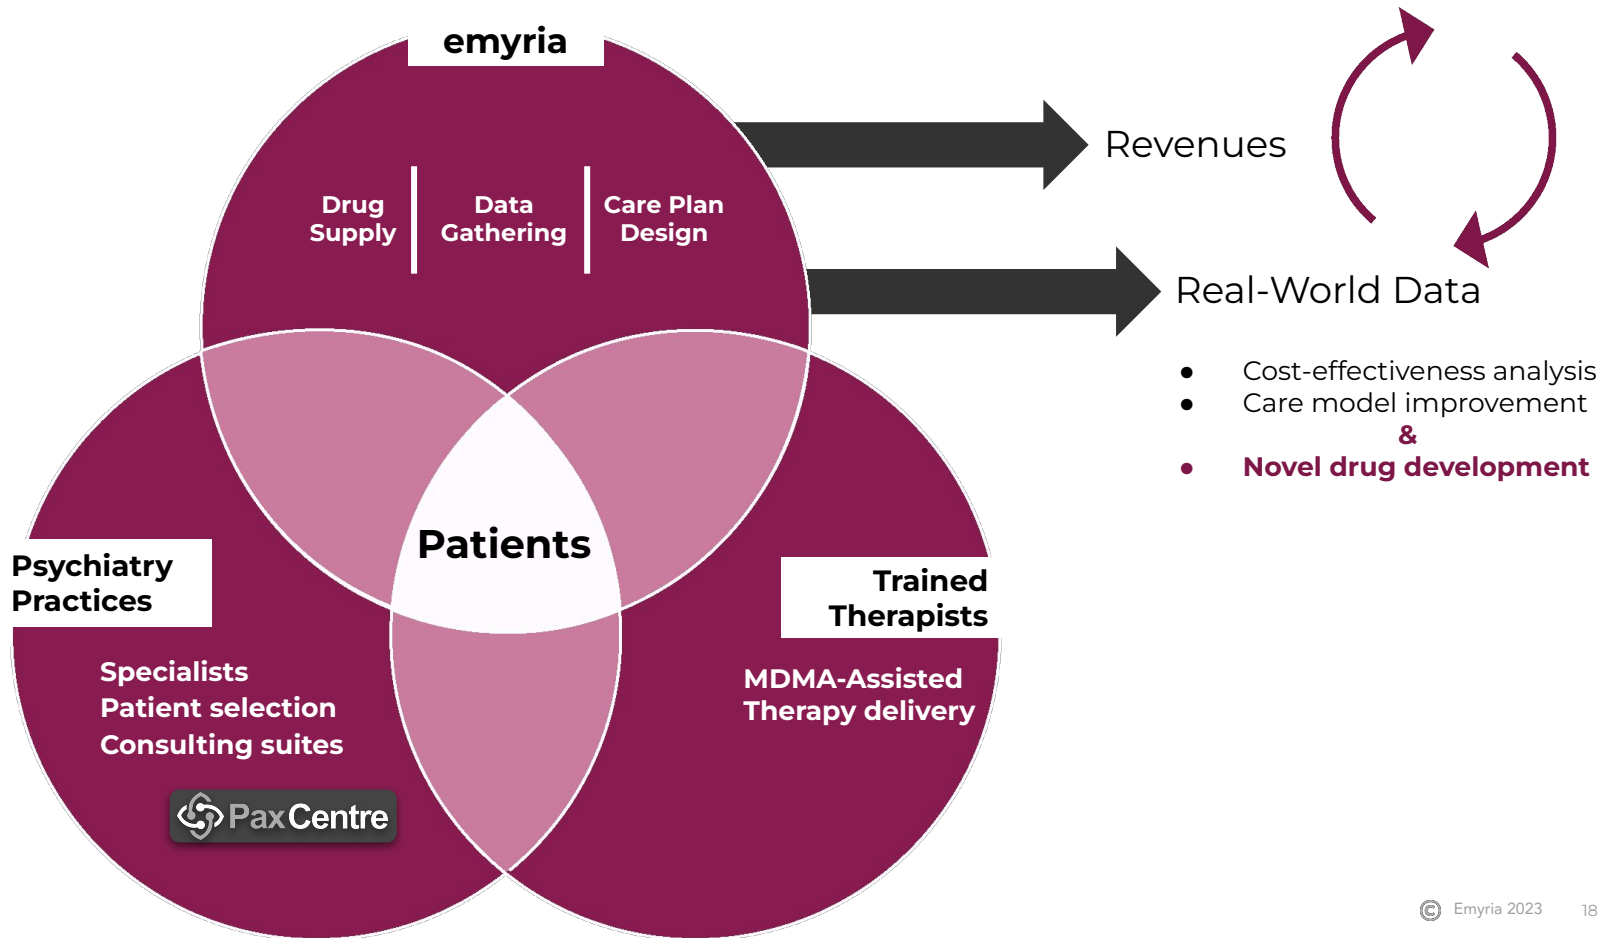 emyria
Drug
Supply
Data
Gathering
Care Plan
Design
Revenues
Real-World Data
● Cost-effectiveness analysis
● Care model improvement
&
● Novel drug development
Patients
Psychiatry
Practices
Specialists
Patient selection
Consulting suites
PaxCentre
Trained
Therapists
MDMA-Assisted
Therapy delivery
© Emyria 2023 18